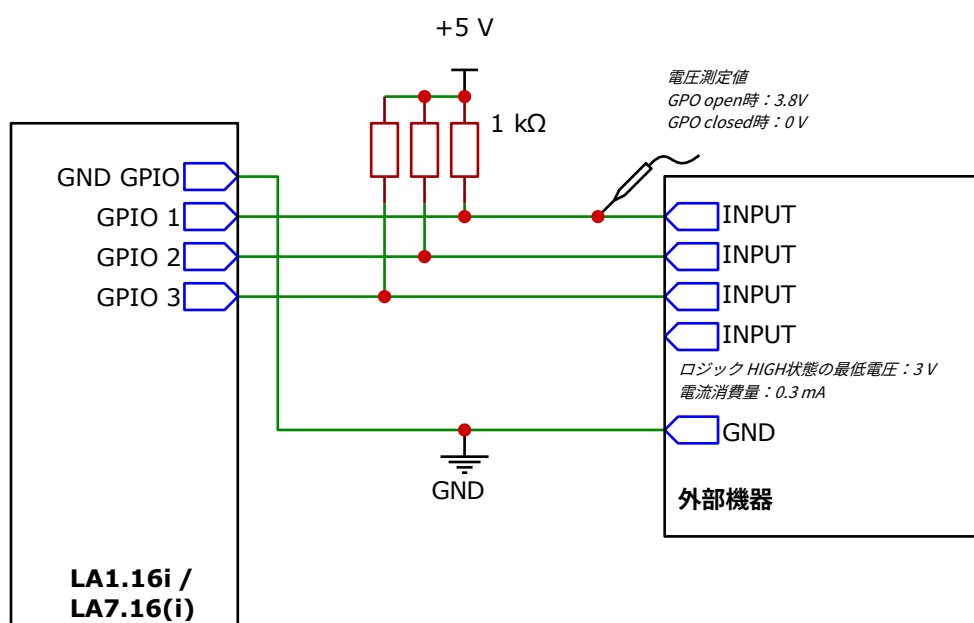 +5 V
電圧測定値
GPO open時：3.8V
GPO closed時：0 V
1 kΩ
GND GPIO
GPIO 1
GPIO 2
GPIO 3
INPUT
INPUT
INPUT
INPUT
ロジック HIGH状態の最低電圧：3 V
電流消費量：0.3 mA
GND
GND
外部機器
LA1.16i /
LA7.16(i)